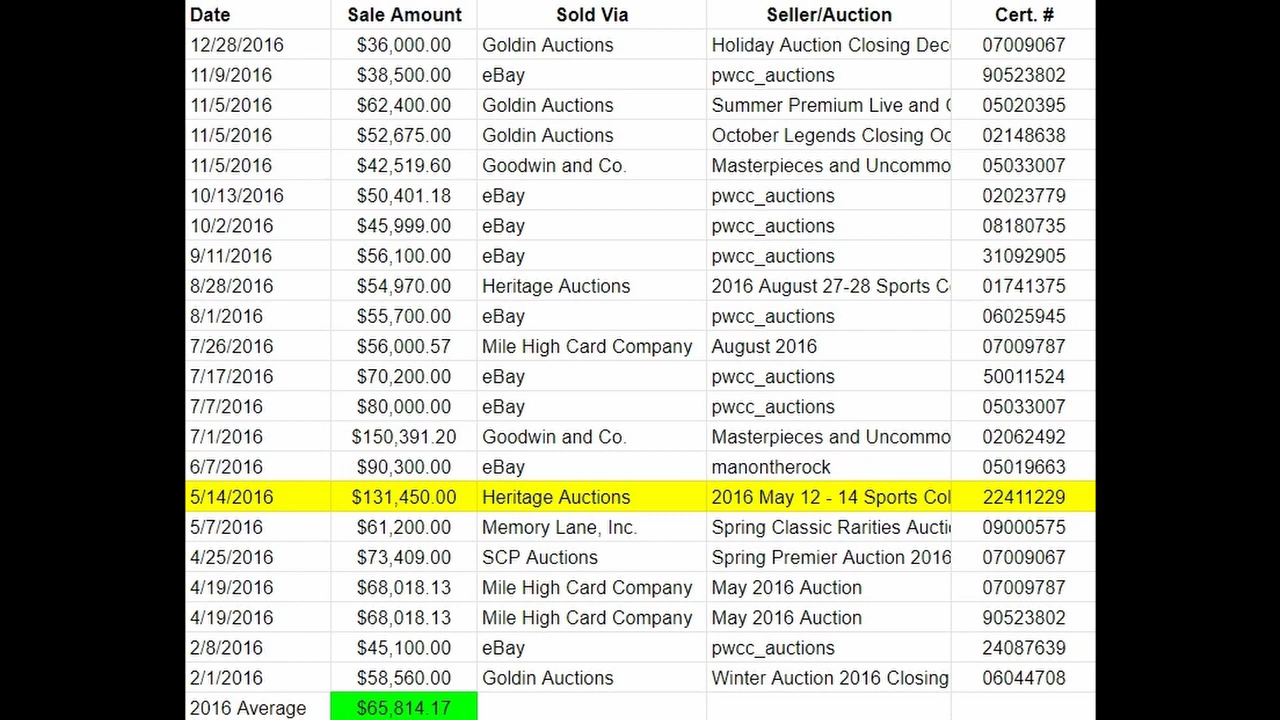 Date Sale Amount Sold Via Seller/Auction Cert. #
12/28/2016 $36,000.00 Goldin Auctions Holiday Auction Closing Dec 07009067
11/9/2016 $38,500.00 eBay pwcc_auctions 90523802
11/5/2016 $62,400.00 Goldin Auctions Summer Premium Live and 05020395
11/5/2016 $52,675.00 Goldin Auctions October Legends Closing Oc 02148638
11/5/2016 $42,519.60 Goodwin and Co. Masterpieces and Uncommo 05033007
10/13/2016 $50,401.18 eBay pwcc_auctions 02023779
10/2/2016 $45,999.00 eBay pwcc_auctions 08180735
9/11/2016 $56,100.00 eBay pwcc_auctions 31092905
8/28/2016 $54,970.00 Heritage Auctions 2016 August 27-28 Sports C 01741375
8/1/2016 $55,700.00 eBay pwcc_auctions 06025945
7/26/2016 $56,000.57 Mile High Card Company August 2016 07009787
7/17/2016 $70,200.00 eBay pwcc_auctions 50011524
7/7/2016 $80,000.00 eBay pwcc_auctions 05033007
7/1/2016 $150,391.20 Goodwin and Co. Masterpieces and Uncommo 02062492
6/7/2016 $90,300.00 eBay manontherock 05019663
5/14/2016 $131,450.00 Heritage Auctions 2016 May 12 - 14 Sports Col 22411229
5/7/2016 $61,200.00 Memory Lane, Inc. Spring Classic Rarities Aucti 09000575
4/25/2016 $73,409.00 SCP Auctions Spring Premier Auction 2016 07009067
4/19/2016 $68,018.13 Mile High Card Company May 2016 Auction 07009787
4/19/2016 $68,018.13 Mile High Card Company May 2016 Auction 90523802
2/8/2016 $45,100.00 eBay pwcc_auctions 24087639
2/1/2016 $58,560.00 Goldin Auctions Winter Auction 2016 Closing 06044708
2016 Average $65,814.17